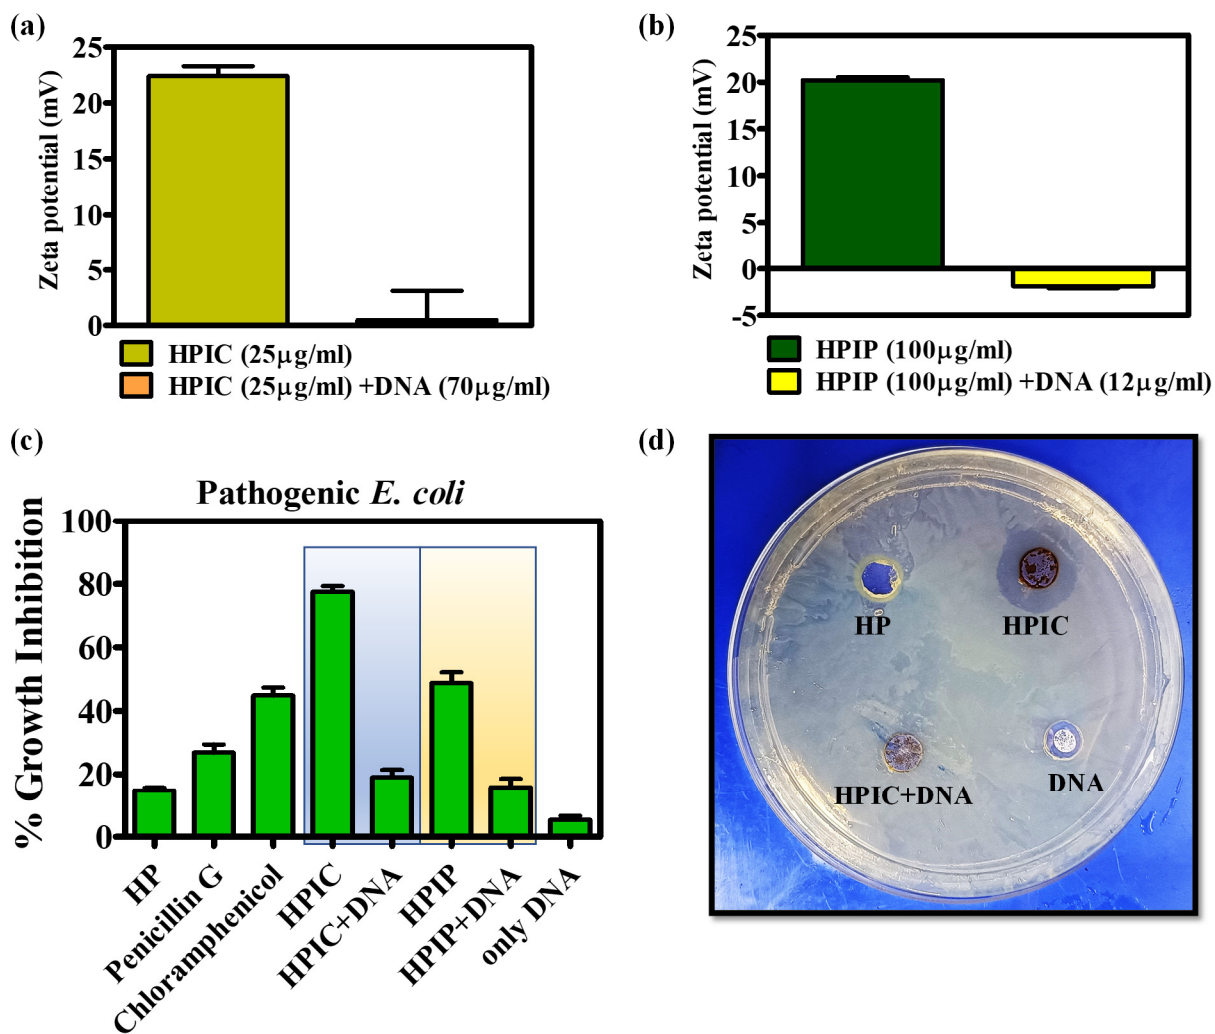 (a)
25
20
15
10
5
0
Zeta potential (mV)
HPIC (25μg/ml)
HPIC (25μg/ml) +DNA (70μg/ml)
(b)
25
20
15
10
5
0
-5
Zeta potential (mV)
HPIP (100μg/ml)
HPIP (100μg/ml) +DNA (12μg/ml)
(c)
Pathogenic E. coli
100
80
60
40
20
0
% Growth Inhibition
HP
Penicillin G
Chloramphenicol
HPIC
HPIC+DNA
HPIP
HPIP+DNA
only DNA
(d)
HP
HPIC
HPIC+DNA
DNA